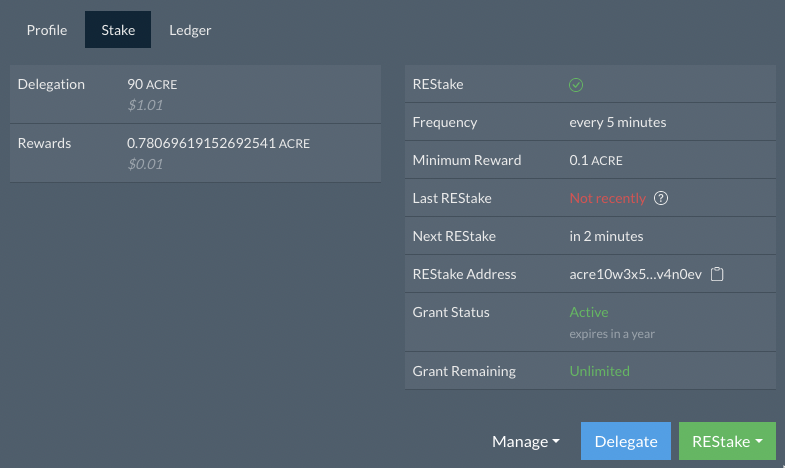 Profile
Stake
Ledger
Delegation
90 ACRE
$1.01
Rewards
0.78069619152692541 ACRE
$0.01
REStake
Frequency
every 5 minutes
Minimum Reward
0.1 ACRE
Last REStake
Not recently
Next REStake
in 2 minutes
REStake Address
acre10w3x5...v4n0ev
Grant Status
Active
expires in a year
Grant Remaining
Unlimited
Manage
Delegate
REStake